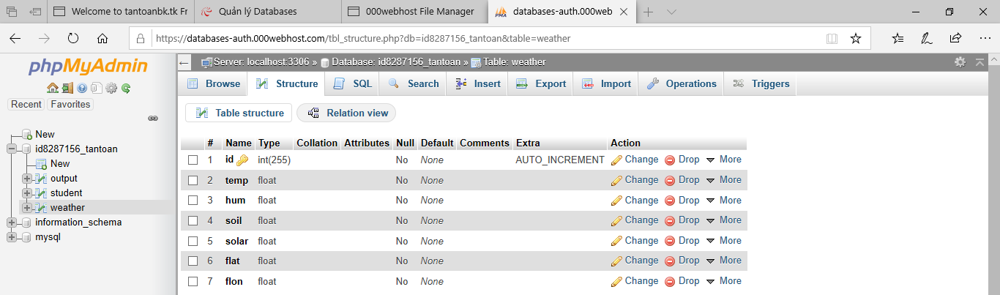 Welcome to tantoanbk.tk Fr
Quản lý Databases
000webhost File Manager
databases-auth.000web
https://databases-auth.000webhost.com/tbl_structure.php?db=id8287156_tantoan&table=weather
phpMyAdmin
Recent Favorites
New
id8287156_tantoan
New
output
student
weather
information_schema
mysql
Server: localhost:3306 » Database: id8287156_tantoan » Table: weather
Browse Structure SQL Search Insert Export Import Operations Triggers
Table structure Relation view
# Name Type Collation Attributes Null Default Comments Extra Action
1 id int(255) No None AUTO_INCREMENT Change Drop More
2 temp float No None Change Drop More
3 hum float No None Change Drop More
4 soil float No None Change Drop More
5 solar float No None Change Drop More
6 flat float No None Change Drop More
7 flon float No None Change Drop More